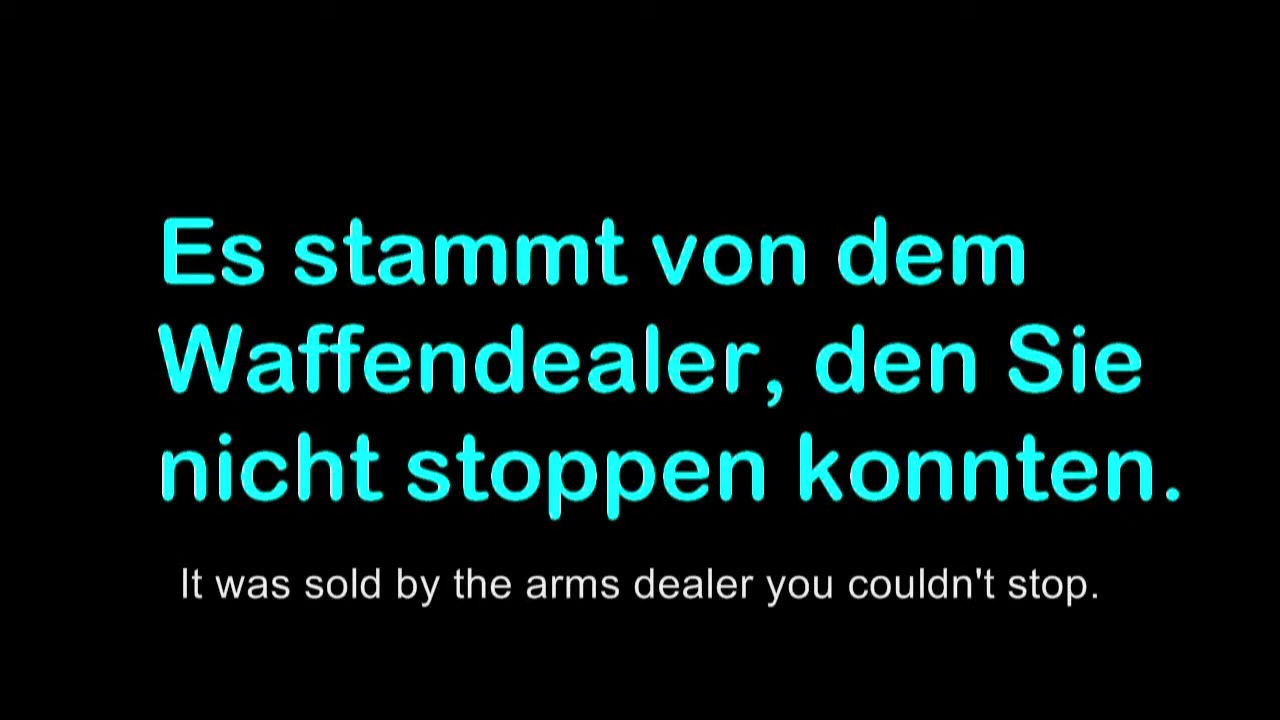 Es stammt von dem
Waffendealer, den Sie
nicht stoppen konnten.
It was sold by the arms dealer you couldn't stop.